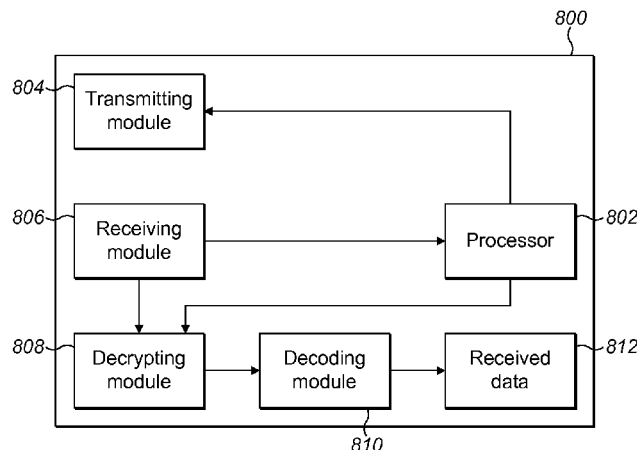 800
804
Transmitting
module
806
Receiving
module
802
Processor
808
Decrypting
module
Decoding
module
812
Received
data
810